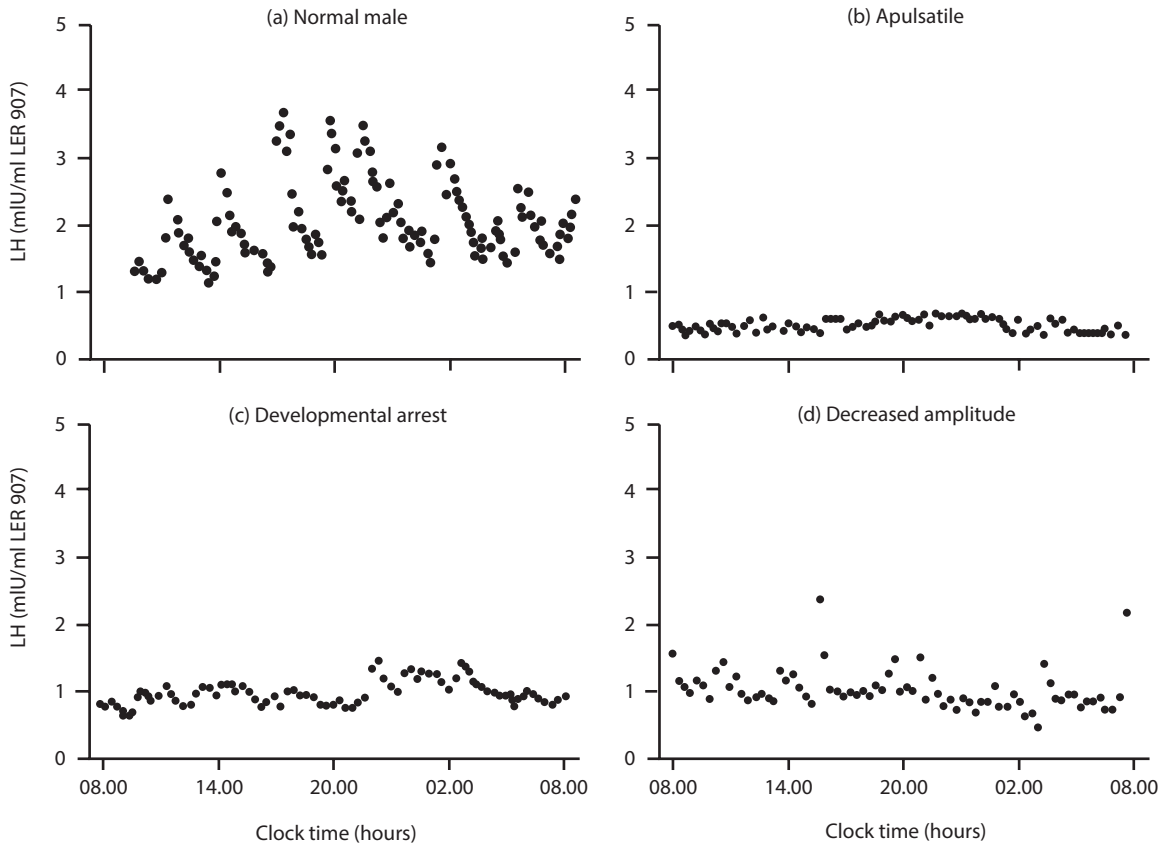 (a) Normal male
5
4
3
2
1
0
LH (mIU/ml LER 907)
(b) Apulsatile
5
4
3
2
1
0
(c) Developmental arrest
5
4
3
2
1
0
LH (mIU/ml LER 907)
08.00 14.00 20.00 02.00 08.00
Clock time (hours)
(d) Decreased amplitude
5
4
3
2
1
0
08.00 14.00 20.00 02.00 08.00
Clock time (hours)